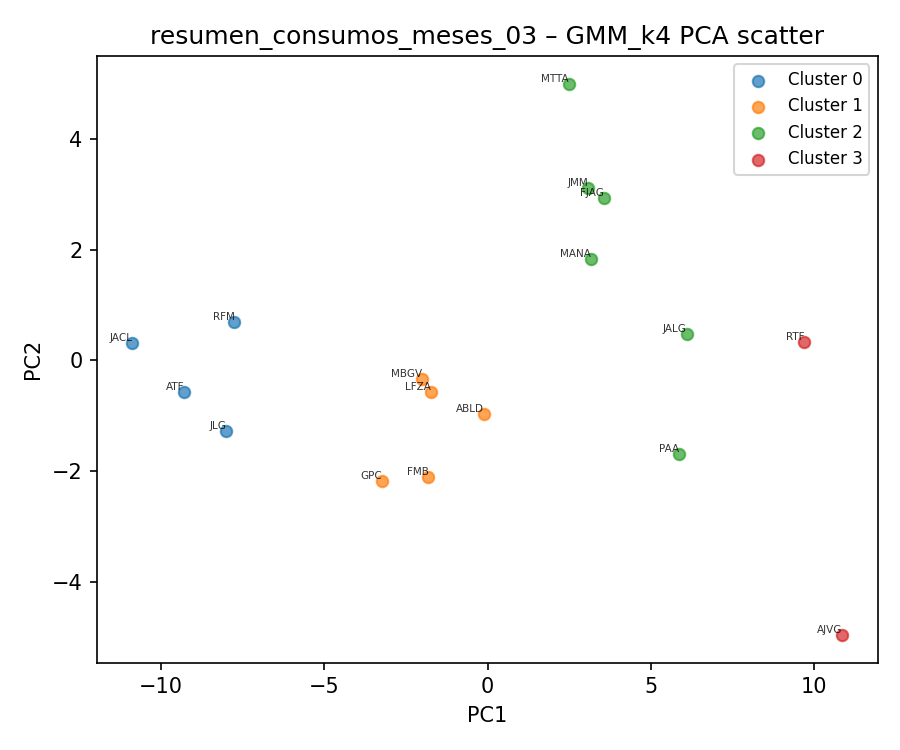 resumen_consumos_meses_03 – GMM_k4 PCA scatter
Cluster 0
Cluster 1
Cluster 2
Cluster 3
MTTA
JMM
FJAG
MANA
JALG
RTF
PAA
AJVG
RFM
JACL
ATF
JLG
MBGV
LFZA
ABLD
GPC
FMB
4
2
0
−2
−4
PC2
−10
−5
0
5
10
PC1